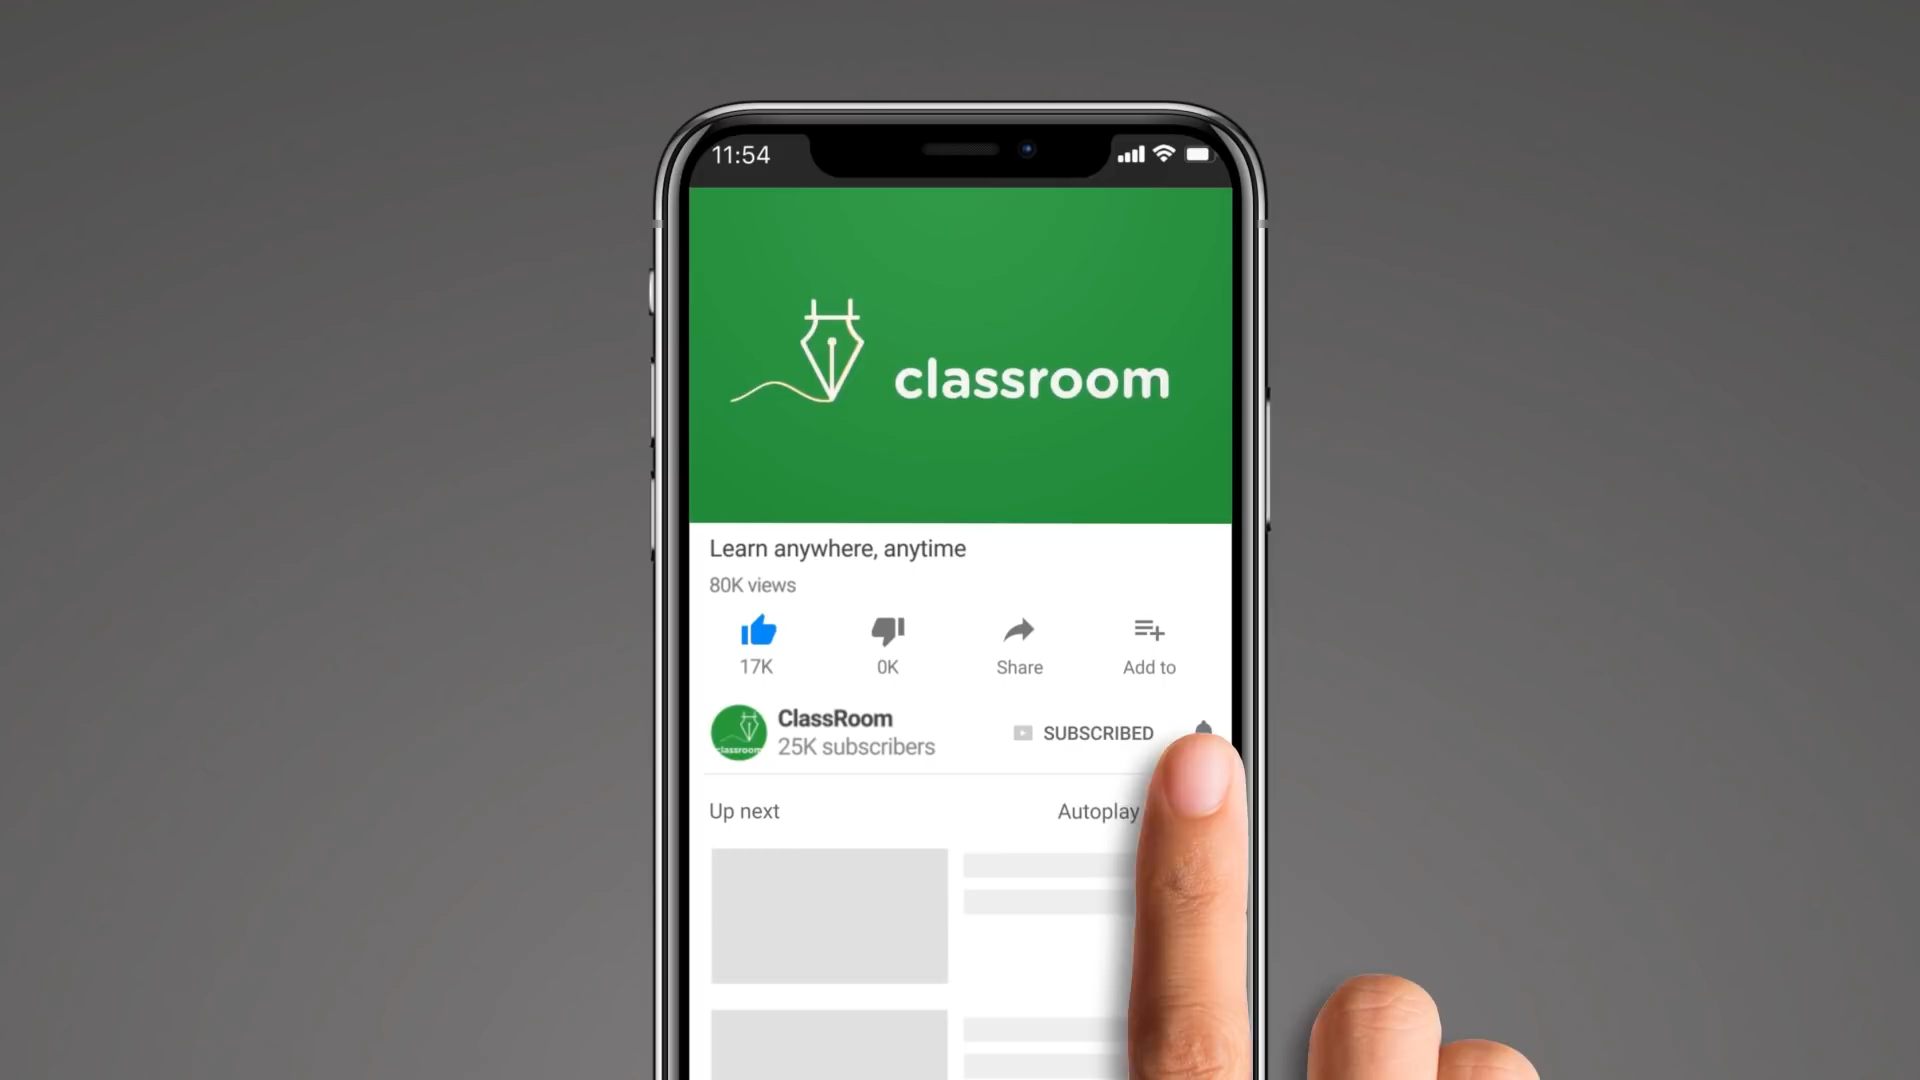 11:54
classroom
Learn anywhere, anytime
80K views
17K
0K
Share
Add to
classroom
ClassRoom
25K subscribers
SUBSCRIBED
Up next
Autoplay